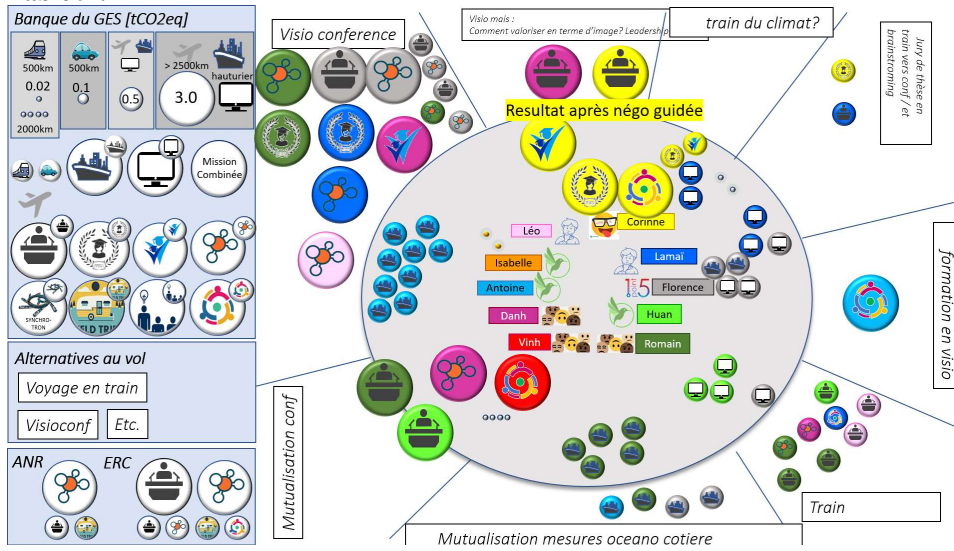 Banque du GES [tCO2eq]
500km
0.02
2000km
500km
0.1
0.5
> 2500km
hauturier
3.0
Mission
Combinée
SYNCHRO-
TRON
Alternatives au vol
Voyage en train
Visioconf
Etc.
ANR
ERC
Visio conference
Visio mais :
Comment valoriser en terme d'image? Leadership
train du climat?
Jury de thèse en
train vers conf / et
brainstroming
Resultat après négo guidée
Léo
Corinne
Isabelle
Lamaï
Antoine
Florence
Danh
Huan
Vinh
Romain
formation en visio
Mutualisation conf
Train
Mutualisation mesures oceano cotiere